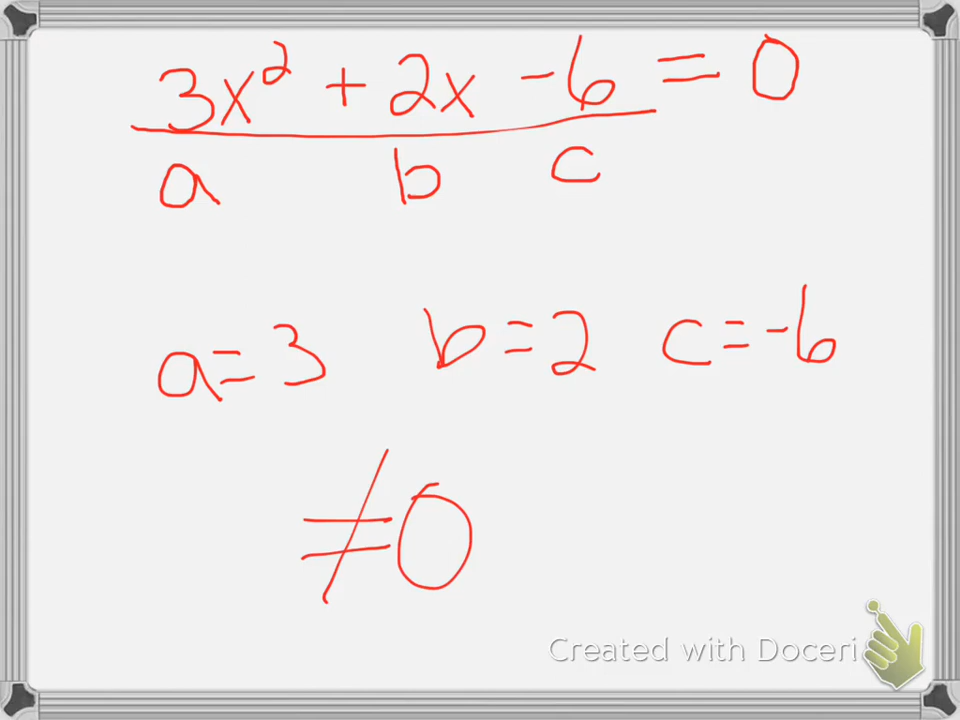 3x² + 2x - 6 = 0
a b c
a = 3 b = 2 c = -6
≠ 0
Created with Doceri